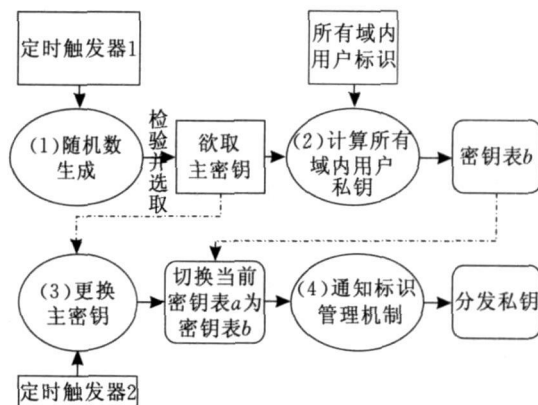 定时触发器1
所有域内
用户标识
(1)随机数
生成
检验并选取
欲取
主密钥
(2)计算所有
域内用户
私钥
密钥表b
(3)更换
主密钥
切换当前
密钥表a为
密钥表b
(4)通知标识
管理机制
分发私钥
定时触发器2